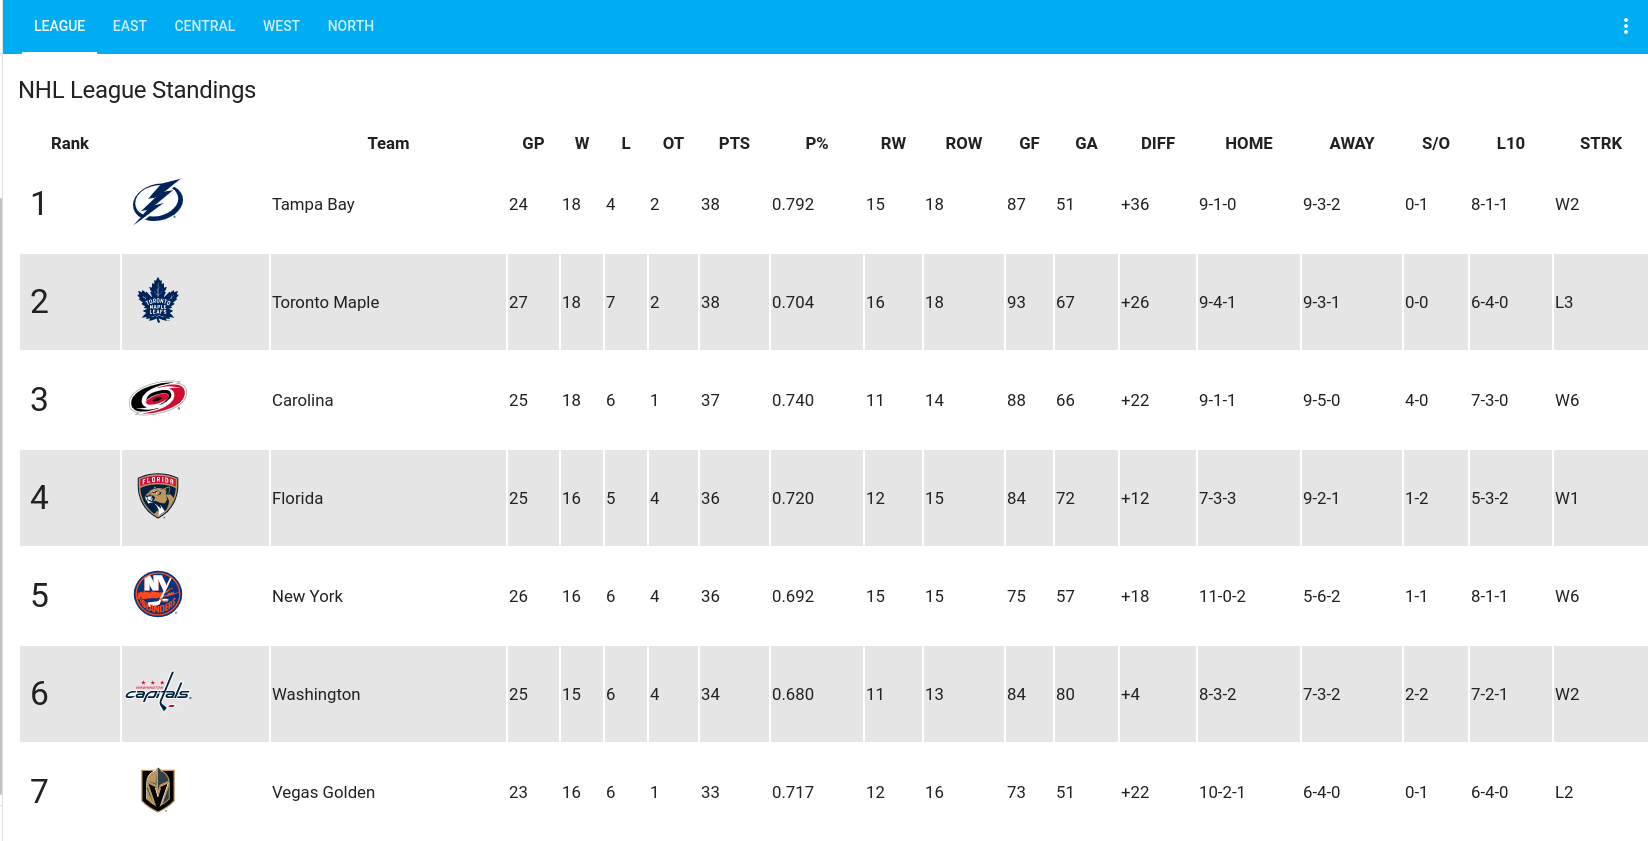 LEAGUE EAST CENTRAL WEST NORTH
NHL League Standings
Rank Team GP W L OT PTS P% RW ROW GF GA DIFF HOME AWAY S/O L10 STRK
1 Tampa Bay 24 18 4 2 38 0.792 15 18 87 51 +36 9-1-0 9-3-2 0-1 8-1-1 W2
2 TORONTO MAPLE LEAFS Toronto Maple 27 18 7 2 38 0.704 16 18 93 67 +26 9-4-1 9-3-1 0-0 6-4-0 L3
3 Carolina 25 18 6 1 37 0.740 11 14 88 66 +22 9-1-1 9-5-0 4-0 7-3-0 W6
4 FLORIDA Florida 25 16 5 4 36 0.720 12 15 84 72 +12 7-3-3 9-2-1 1-2 5-3-2 W1
5 NY ISLANDERS New York 26 16 6 4 36 0.692 15 15 75 57 +18 11-0-2 5-6-2 1-1 8-1-1 W6
6 WASHINGTON capitals Washington 25 15 6 4 34 0.680 11 13 84 80 +4 8-3-2 7-3-2 2-2 7-2-1 W2
7 Vegas Golden 23 16 6 1 33 0.717 12 16 73 51 +22 10-2-1 6-4-0 0-1 6-4-0 L2